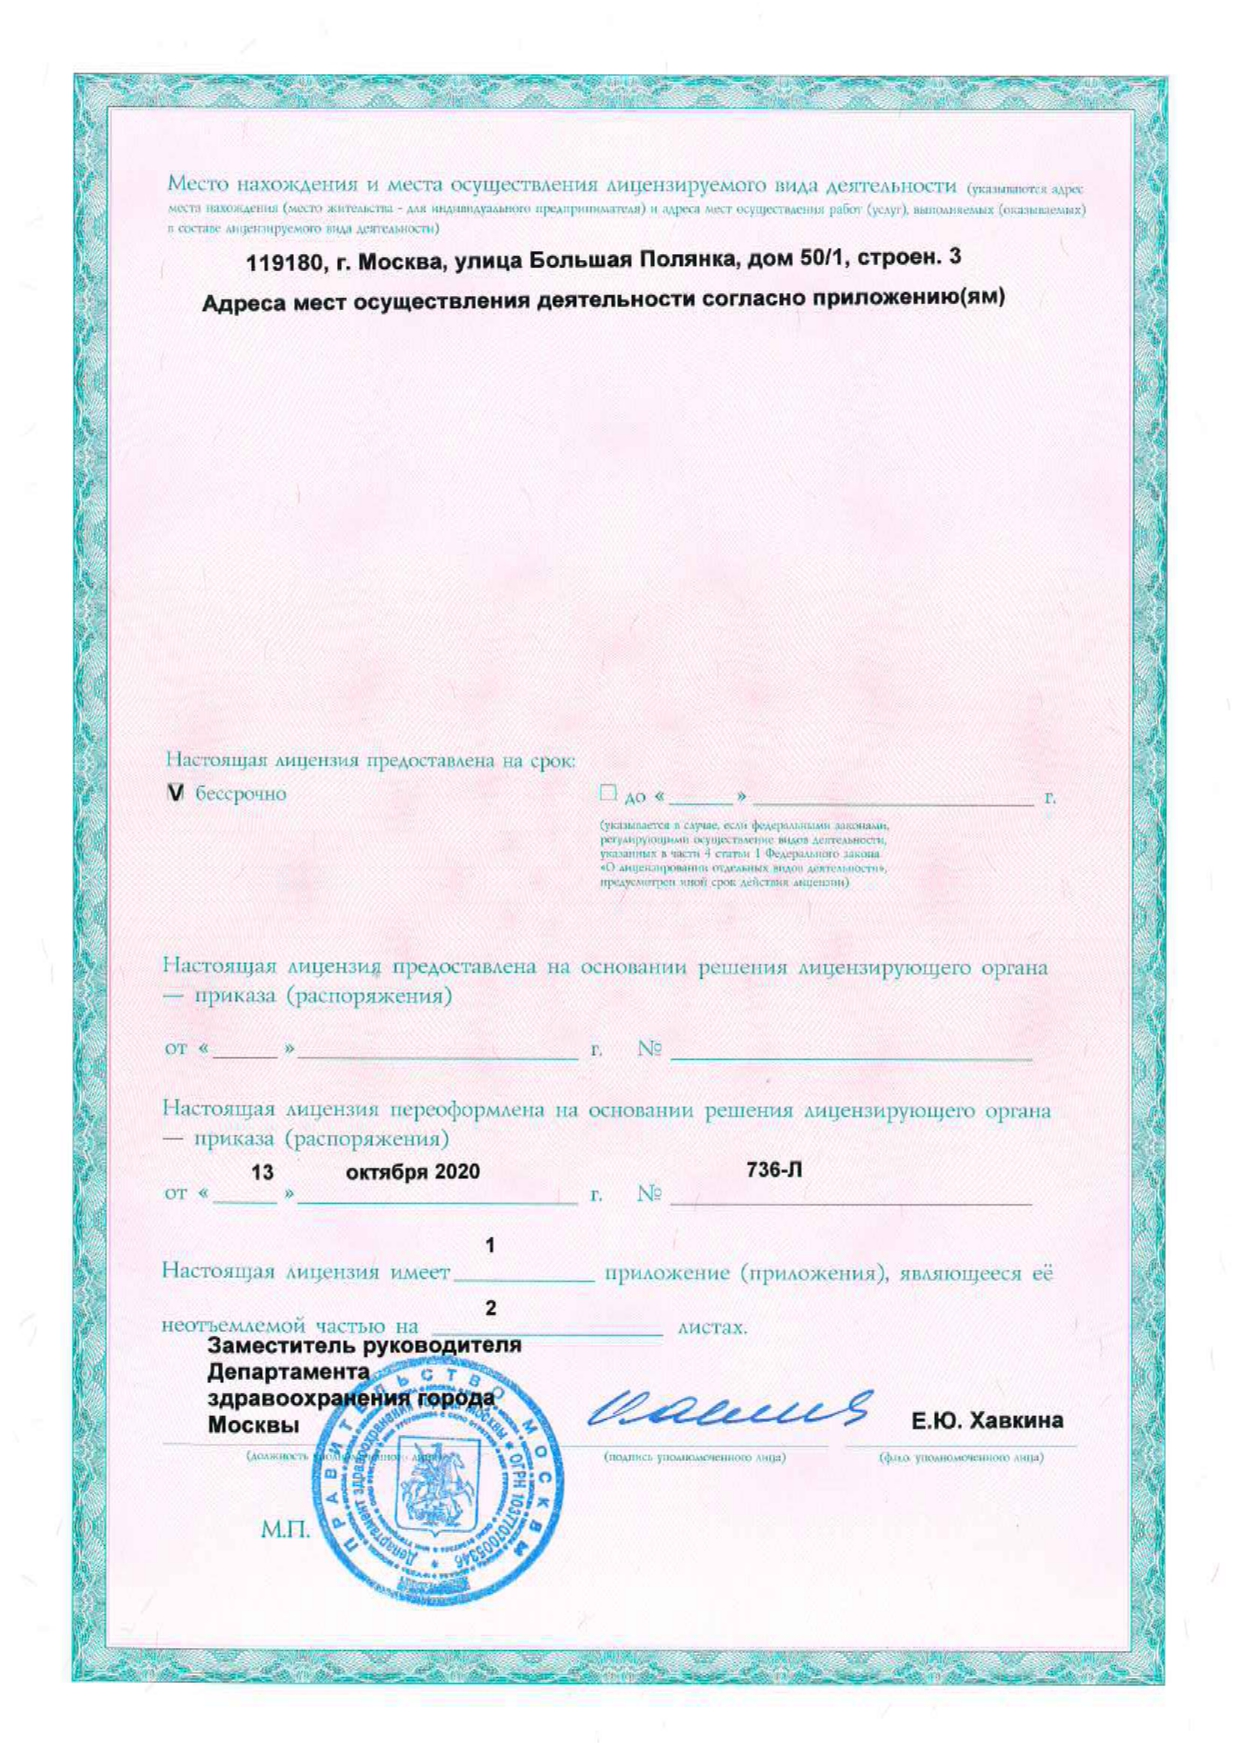 Место нахождения и места осуществления лицензируемого вида деятельности (указываются адрес
места нахождения (место жительства - для индивидуального предпринимателя) и адреса мест осуществления работ (услуг), выполняемых (оказываемых)
в составе лицензируемого вида деятельности)
119180, г. Москва, улица Большая Полянка, дом 50/1, строен. 3
Адреса мест осуществления деятельности согласно приложению(ям)
Настоящая лицензия предоставлена на срок:
V бессрочно
до « » г.
(указывается в случае, если федеральными законами,
регулирующими осуществление видов деятельности,
указанных в части 4 статьи 1 Федерального закона
«О лицензировании отдельных видов деятельности»,
предусмотрен иной срок действия лицензии)
Настоящая лицензия предоставлена на основании решения лицензирующего органа
— приказа (распоряжения)
от « » г. №
Настоящая лицензия переоформлена на основании решения лицензирующего органа
— приказа (распоряжения)
от « 13 » октября 2020 г. № 736-Л
Настоящая лицензия имеет 1 приложение (приложения), являющееся её
неотъемлемой частью на 2 листах.
Заместитель руководителя
Департамента
здравоохранения города
Москвы
Е.Ю. Хавкина
(должность уполномоченного лица)
(подпись уполномоченного лица)
(ф.и.о. уполномоченного лица)
М.П.
ПРАВИТЕЛЬСТВО МОСКВЫ
Департамент здравоохранения города Москвы * ОГРН 1037707005346 *